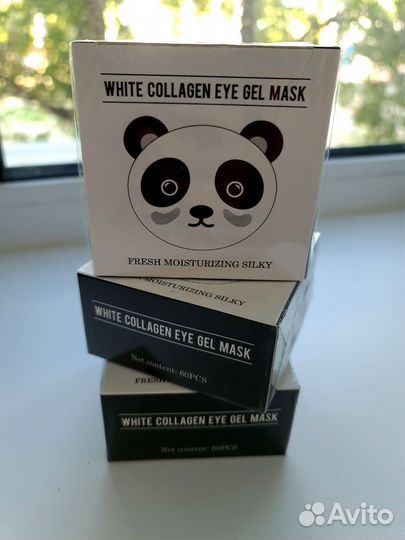 WHITE COLLAGEN EYE GEL MASK
FRESH MOISTURIZING SILKY
MOISTURIZING SILKY
WHITE COLLAGEN EYE GEL MASK
Net content: 60PCS
FRESH
WHITE COLLAGEN EYE GEL MASK
Net content: 60PCS
Avito